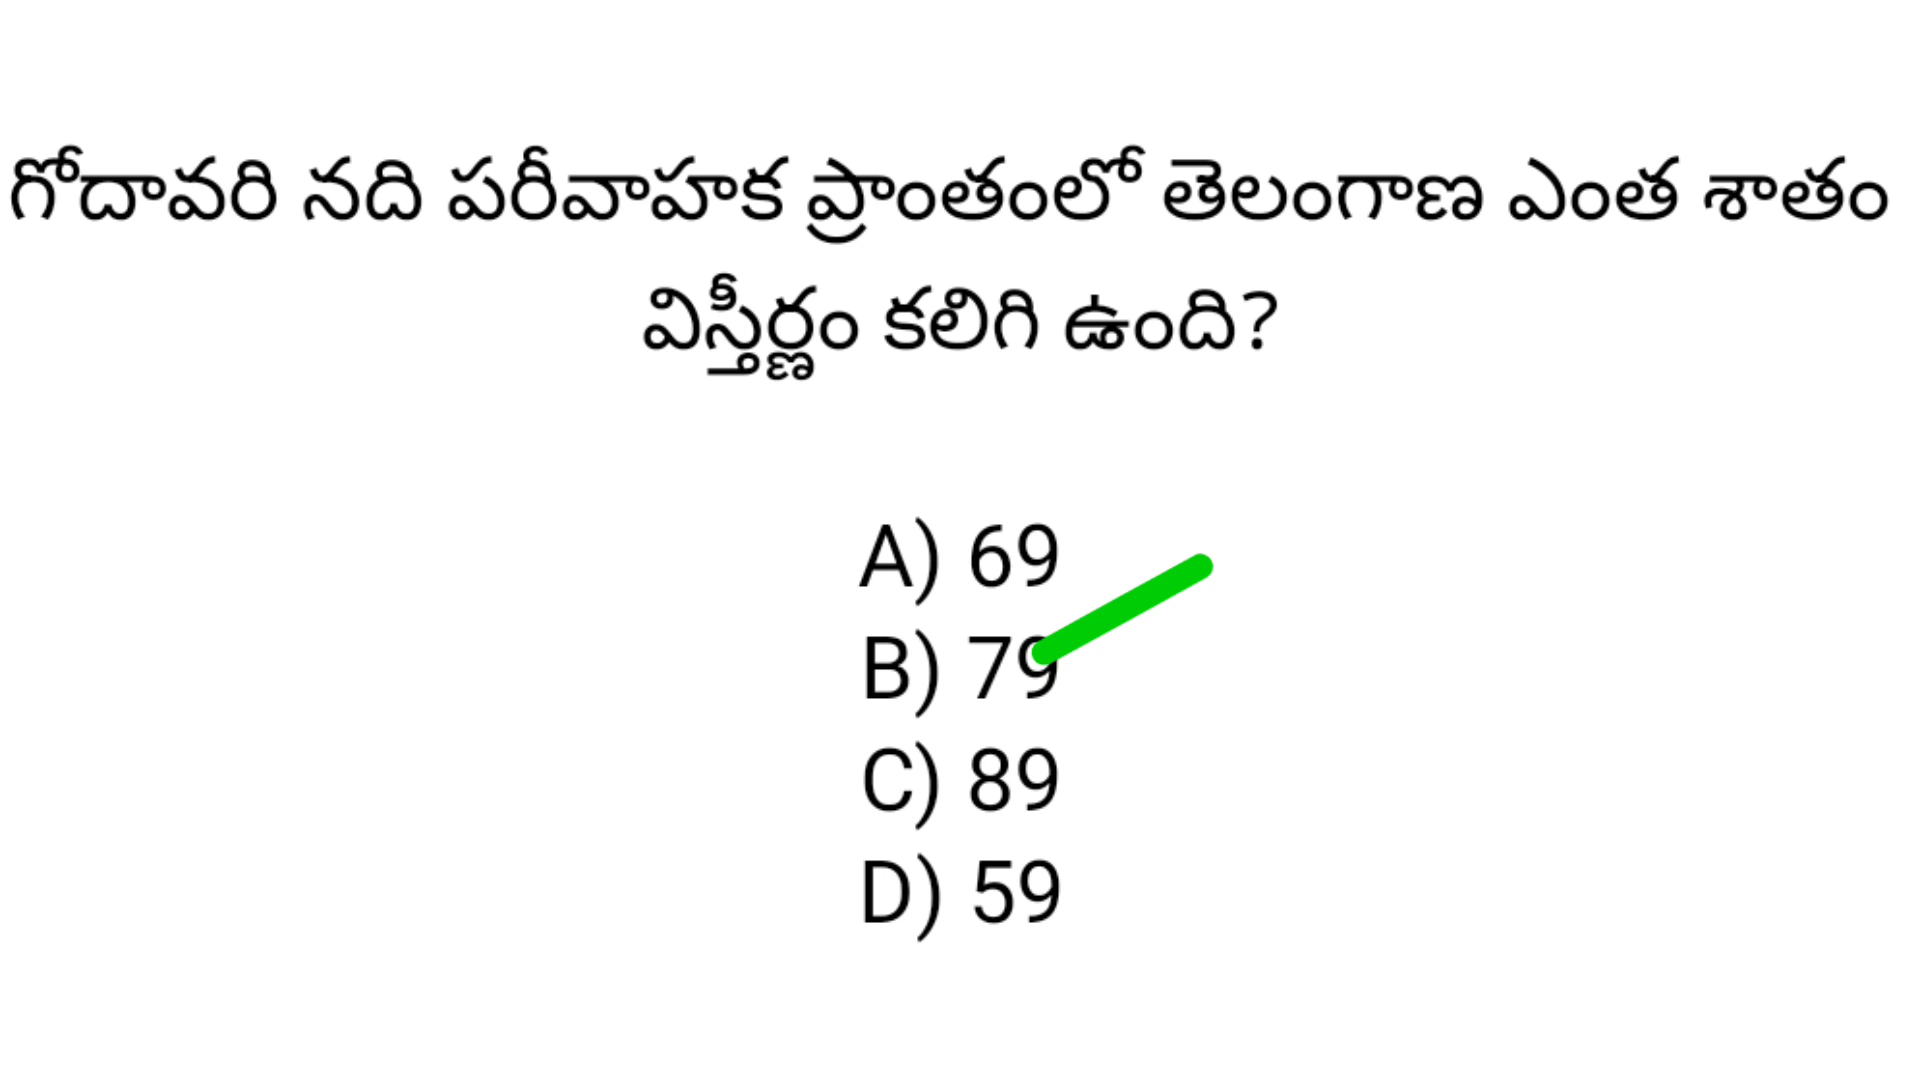 గోదావరి నది పరీవాహక ప్రాంతంలో తెలంగాణ ఎంత శాతం
విస్తీర్ణం కలిగి ఉంది?
A) 69
B) 79
C) 89
D) 59